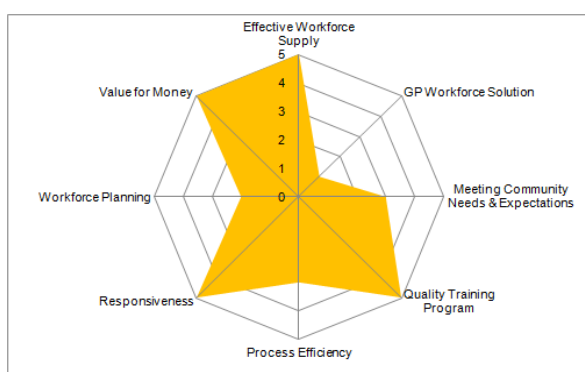 Effective Workforce
Supply
5
4
3
2
1
0
GP Workforce Solution
Meeting Community
Needs & Expectations
Quality Training
Program
Process Efficiency
Responsiveness
Workforce Planning
Value for Money